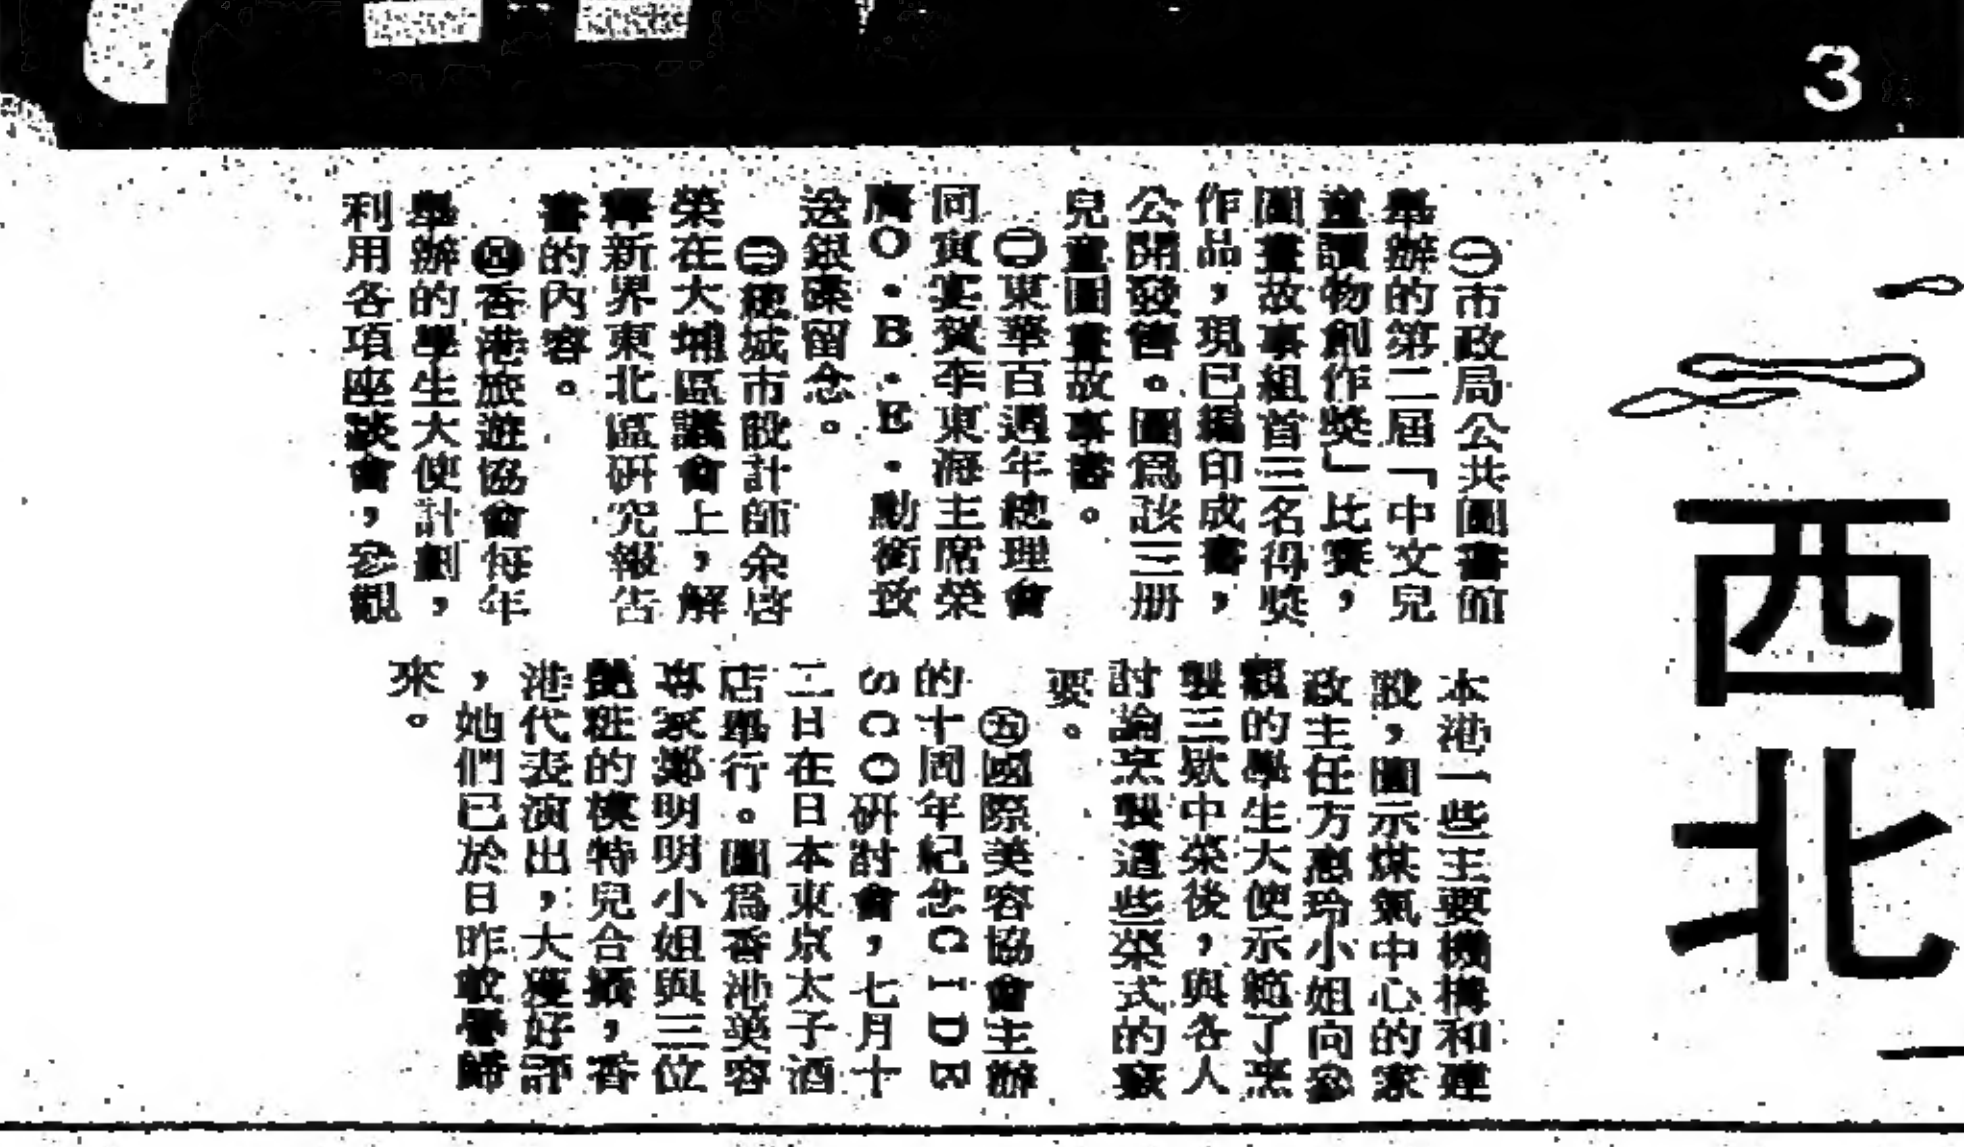 3
西北
㊀市政局公共圖書館
舉辦的第二屆「中文兒
童讀物創作獎」比賽，
圖畫故事組首三名得獎
作品，現已編印成書，
公開發售。圖爲該三册
兒童圖畫故事書。
㊁東華百週年總理會
同寅宴賀李東海主席榮
膺O．B．E．勳銜致
送銀碟留念。
㊂總城市設計師余啓
榮在大埔區議會上，解
釋新界東北區研究報告
書的內容。
㊃香港旅遊協會每年
舉辦的學生大使計劃，
利用各項座談會，參觀
本港一些主要機構和建
設，圖示煤氣中心的家
政主任方惠玲小姐向參
觀的學生大使示範了烹
製三款中菜後，與各人
討論烹製這些菜式的竅
要。
㊄國際美容協會主辦
的十周年紀念CIDE
SCO研討會，七月十
二日在日本東京太子酒
店舉行。圖爲香港美容
專家鄭明明小姐與三位
艷粧的模特兒合攝，香
港代表演出，大獲好評
，她們已於日昨載譽歸
來。